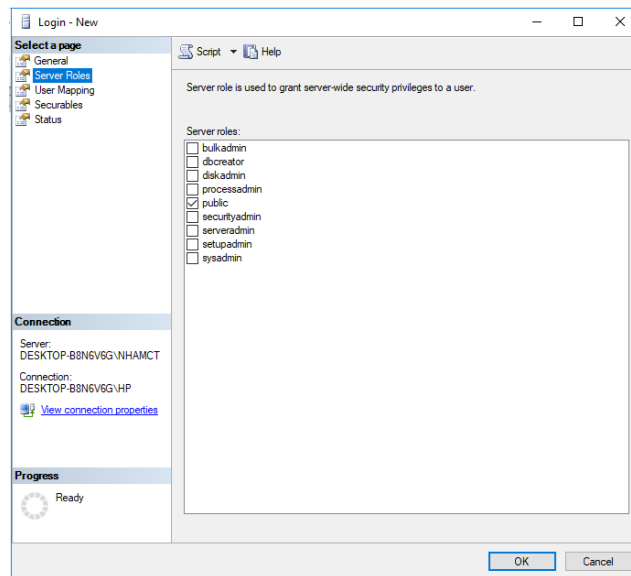 Login - New
Select a page
General
Server Roles
User Mapping
Securables
Status
Script
Help
Server role is used to grant server-wide security privileges to a user.
Server roles:
bulkadmin
dbcreator
diskadmin
processadmin
public
securityadmin
serveradmin
setupadmin
sysadmin
Connection
Server:
DESKTOP-B8N6V6G\NHAMCT
Connection:
DESKTOP-B8N6V6G\HP
View connection properties
Progress
Ready
OK
Cancel